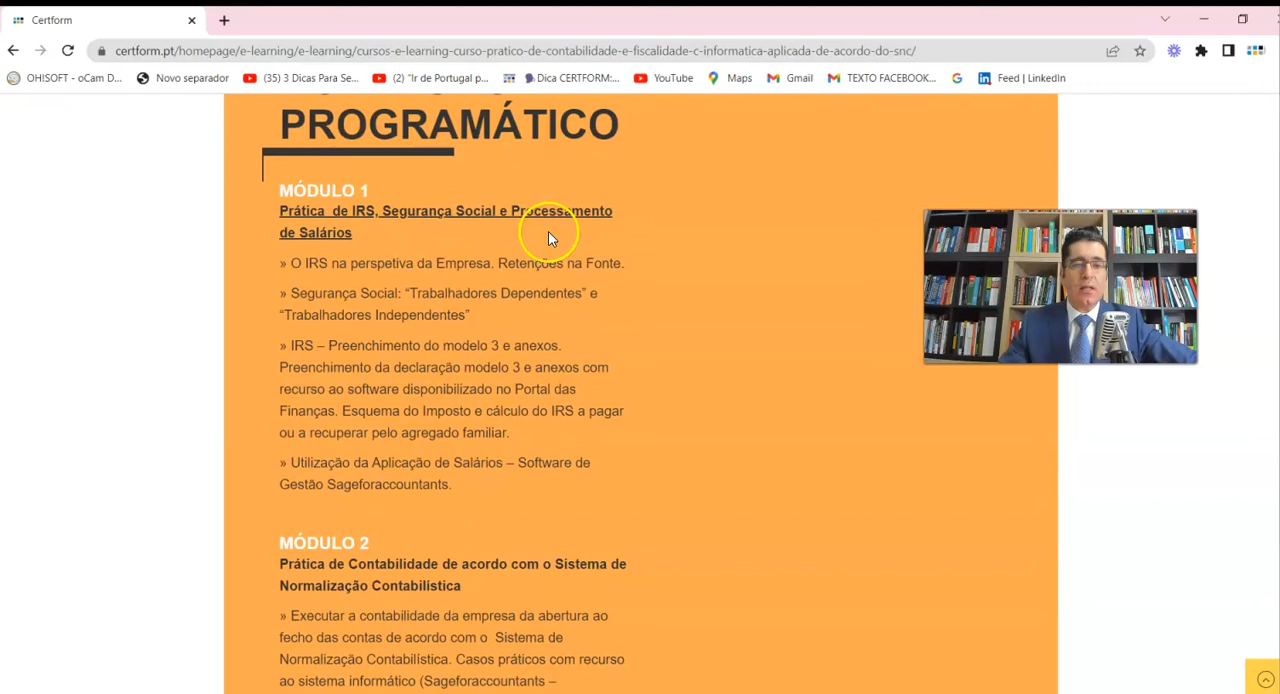 Certform
certform.pt/homepage/e-learning/e-learning/cursos-e-learning-curso-pratico-de-contabilidade-e-fiscalidade-c-informatica-aplicada-de-acordo-do-snc/
OHISOFT - oCam D...
Novo separador
(35) 3 Dicas Para Se...
(2) "Ir de Portugal p...
Dica CERTFORM:...
YouTube
Maps
Gmail
TEXTO FACEBOOK...
Feed | LinkedIn
PROGRAMÁTICO
MÓDULO 1
Prática de IRS, Segurança Social e Processamento
de Salários
» O IRS na perspetiva da Empresa. Retenções na Fonte.
» Segurança Social: “Trabalhadores Dependentes” e
“Trabalhadores Independentes”
» IRS – Preenchimento do modelo 3 e anexos.
Preenchimento da declaração modelo 3 e anexos com
recurso ao software disponibilizado no Portal das
Finanças. Esquema do Imposto e cálculo do IRS a pagar
ou a recuperar pelo agregado familiar.
» Utilização da Aplicação de Salários – Software de
Gestão Sageforaccountants.
MÓDULO 2
Prática de Contabilidade de acordo com o Sistema de
Normalização Contabilistica
» Executar a contabilidade da empresa da abertura ao
fecho das contas de acordo com o Sistema de
Normalização Contabilística. Casos práticos com recurso
ao sistema informático (Sageforaccountants –